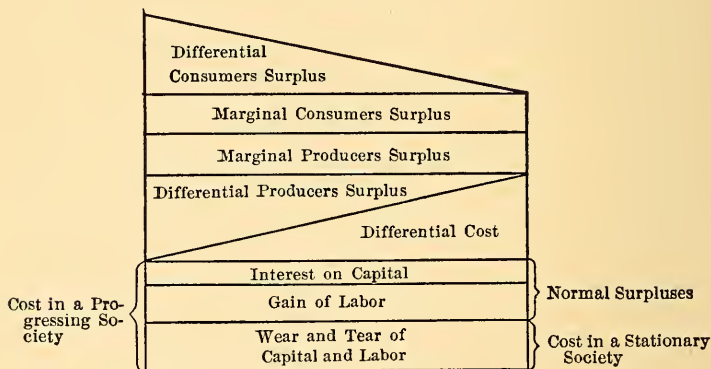 Differential
Consumers Surplus
Marginal Consumers Surplus
Marginal Producers Surplus
Differential Producers Surplus
Differential Cost
Interest on Capital
Gain of Labor
Wear and Tear of
Capital and Labor
Cost in a Pro-
gressing So-
ciety
Normal Surpluses
Cost in a Stationary
Society